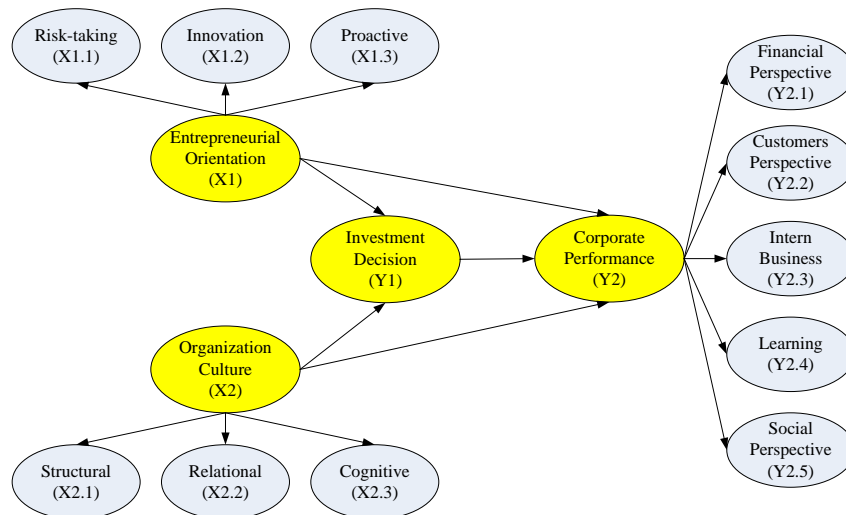 Risk-taking
(X1.1)
Innovation
(X1.2)
Proactive
(X1.3)
Financial
Perspective
(Y2.1)
Entrepreneurial
Orientation
(X1)
Customers
Perspective
(Y2.2)
Investment
Decision
(Y1)
Corporate
Performance
(Y2)
Intern
Business
(Y2.3)
Organization
Culture
(X2)
Learning
(Y2.4)
Structural
(X2.1)
Relational
(X2.2)
Cognitive
(X2.3)
Social
Perspective
(Y2.5)